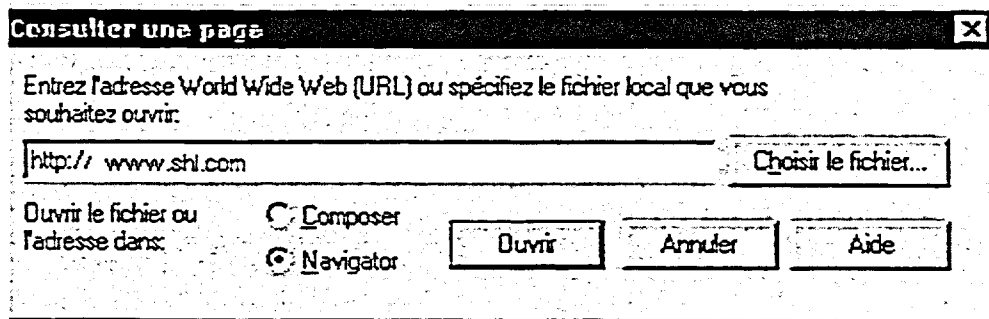 Consulter une page
Entrez l'adresse World Wide Web (URL) ou spécifiez le fichier local que vous
souhaitez ouvrir:
http:// www.shl.com
Choisir le fichier...
Ouvrir le fichier ou
l'adresse dans:
Composer
Navigator
Ouvrir
Annuler
Aide